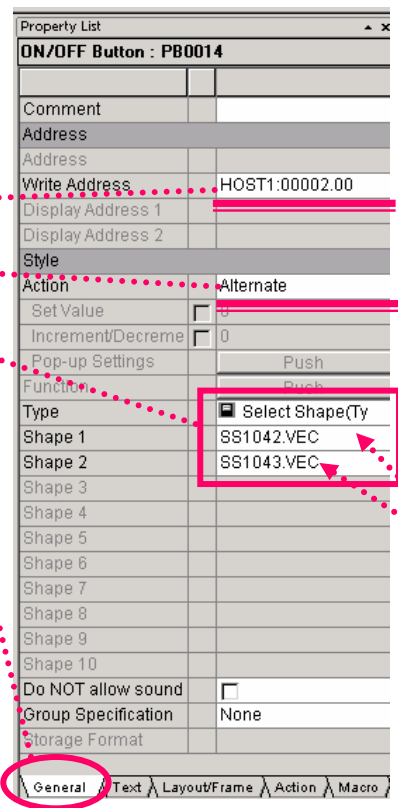 Property List
ON/OFF Button : PB0014
Comment
Address
Address
Write Address HOST1:00002.00
Display Address 1
Display Address 2
Style
Action Alternate
Set Value 0
Increment/Decreme 0
Pop-up Settings Push
Function Push
Type Select Shape(Ty
Shape 1 SS1042.VEC
Shape 2 SS1043.VEC
Shape 3
Shape 4
Shape 5
Shape 6
Shape 7
Shape 8
Shape 9
Shape 10
Do NOT allow sound
Group Specification None
Storage Format
General Text Layout/Frame Action Macro